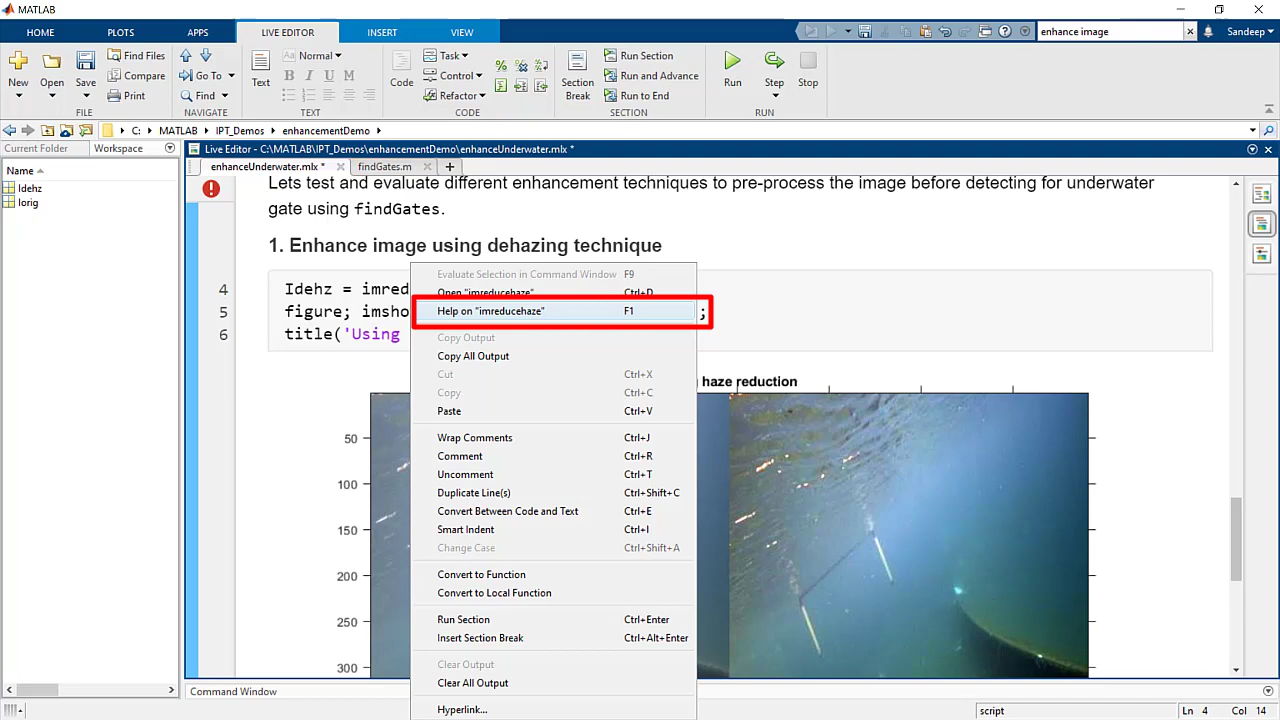 MATLAB
HOME PLOTS APPS LIVE EDITOR INSERT VIEW enhance image Sandeep
New Open Save Find Files Compare Print Go To Find Text Normal B I U M Code Task Control Refactor Section Break Run Section Run and Advance Run to End Run Step Stop
FILE NAVIGATE TEXT CODE SECTION RUN
C: MATLAB IPT_Demos enhancementDemo
Current Folder Workspace Live Editor - C:\MATLAB\IPT_Demos\enhancementDemo\enhanceUnderwater.mlx *
Name enhanceUnderwater.mlx * findGates.m
Idehz
Iorig
Lets test and evaluate different enhancement techniques to pre-process the image before detecting for underwater
gate using findGates.
1. Enhance image using dehazing technique
4 Idehz = imred
5 figure; imsho ;
6 title('Using
Evaluate Selection in Command Window F9
Open "imreducehaze" Ctrl+D
Help on "imreducehaze" F1
Copy Output
Copy All Output
Cut Ctrl+X
Copy Ctrl+C
Paste Ctrl+V
Wrap Comments Ctrl+J
Comment Ctrl+R
Uncomment Ctrl+T
Duplicate Line(s) Ctrl+Shift+C
Convert Between Code and Text Ctrl+E
Smart Indent Ctrl+I
Change Case Ctrl+Shift+A
Convert to Function
Convert to Local Function
Run Section Ctrl+Enter
Insert Section Break Ctrl+Alt+Enter
Clear Output
Clear All Output
Hyperlink...
haze reduction
50
100
150
200
250
300
Command Window
script Ln 4 Col 14